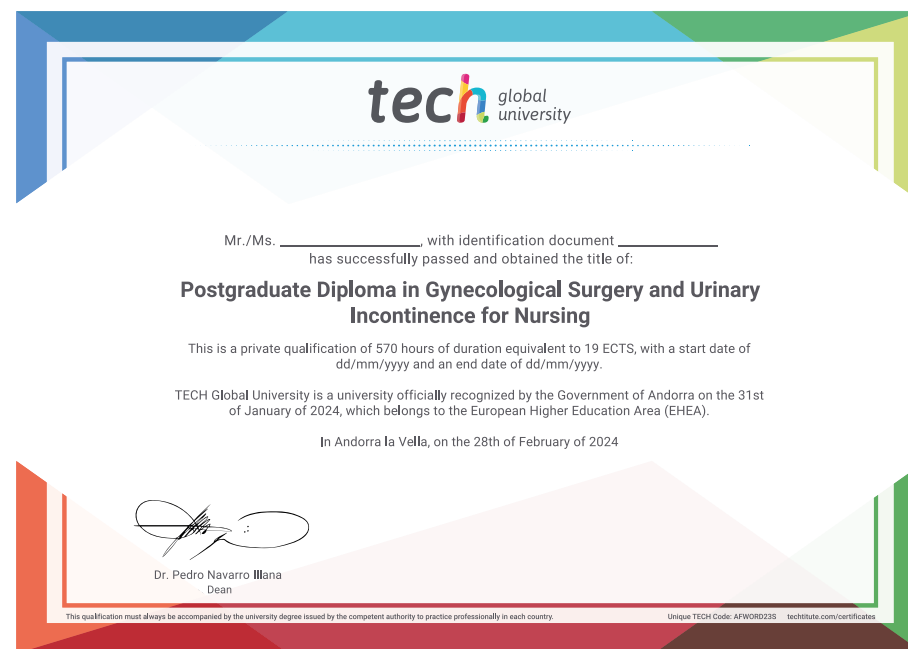 tech global university
Mr./Ms. ____________, with identification document ____________
has successfully passed and obtained the title of:
Postgraduate Diploma in Gynecological Surgery and Urinary
Incontinence for Nursing
This is a private qualification of 570 hours of duration equivalent to 19 ECTS, with a start date of
dd/mm/yyyy and an end date of dd/mm/yyyy.
TECH Global University is a university officially recognized by the Government of Andorra on the 31st
of January of 2024, which belongs to the European Higher Education Area (EHEA).
In Andorra la Vella, on the 28th of February of 2024
Dr. Pedro Navarro Illana
Dean
This qualification must always be accompanied by the university degree issued by the competent authority to practice professionally in each country.
Unique TECH Code: AFWORD23S techtitute.com/certificates